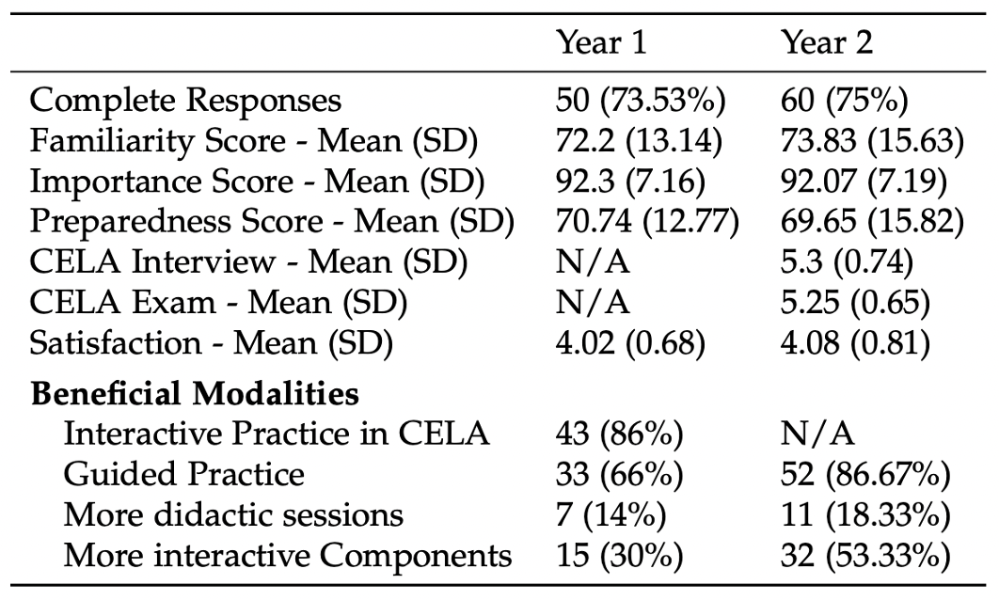 Year 1 Year 2
Complete Responses 50 (73.53%) 60 (75%)
Familiarity Score - Mean (SD) 72.2 (13.14) 73.83 (15.63)
Importance Score - Mean (SD) 92.3 (7.16) 92.07 (7.19)
Preparedness Score - Mean (SD) 70.74 (12.77) 69.65 (15.82)
CELA Interview - Mean (SD) N/A 5.3 (0.74)
CELA Exam - Mean (SD) N/A 5.25 (0.65)
Satisfaction - Mean (SD) 4.02 (0.68) 4.08 (0.81)
Beneficial Modalities
Interactive Practice in CELA 43 (86%) N/A
Guided Practice 33 (66%) 52 (86.67%)
More didactic sessions 7 (14%) 11 (18.33%)
More interactive Components 15 (30%) 32 (53.33%)